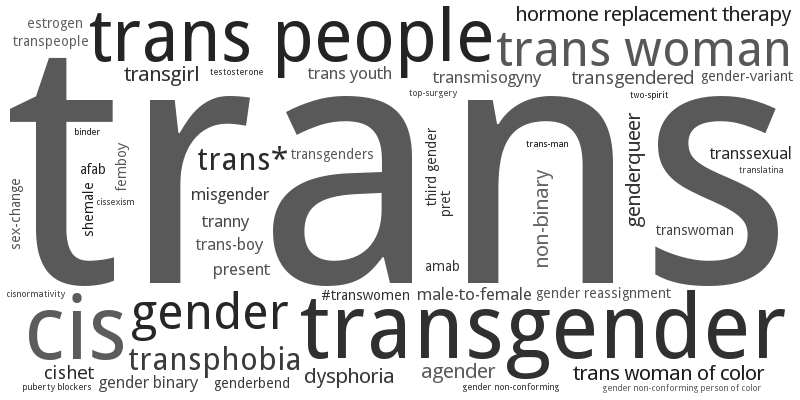 estrogen
hormone replacement therapy
trans people
transpeople
trans woman
transgirl
testosterone
trans youth
transmisogyny
transgendered
gender-variant
top-surgery
two-spirit
trans
binder
trans-man
third gender
genderqueer
femboy
trans*
transgenders
transsexual
afab
translatina
shemale
misgender
non-binary
cissexism
pret
sex-change
tranny
transwoman
trans-boy
present
amab
cisnormativity
#transwomen
male-to-female
gender reassignment
cis
gender
transgender
transphobia
cishet
dysphoria
agender
trans woman of color
puberty blockers
gender binary
genderbend
gender non-conforming
gender non-conforming person of color